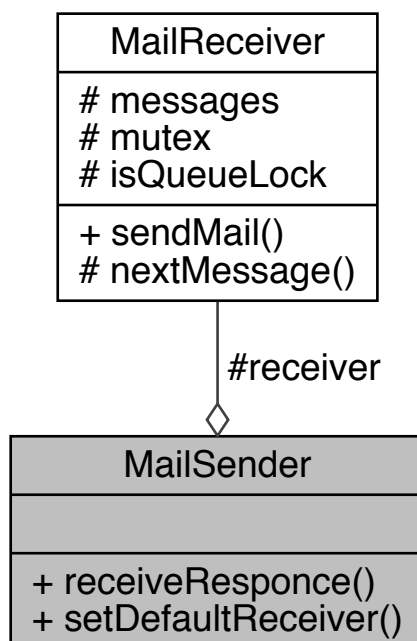 MailReceiver
# messages
# mutex
# isQueueLock
+ sendMail()
# nextMessage()
#receiver
MailSender
+ receiveResponce()
+ setDefaultReceiver()